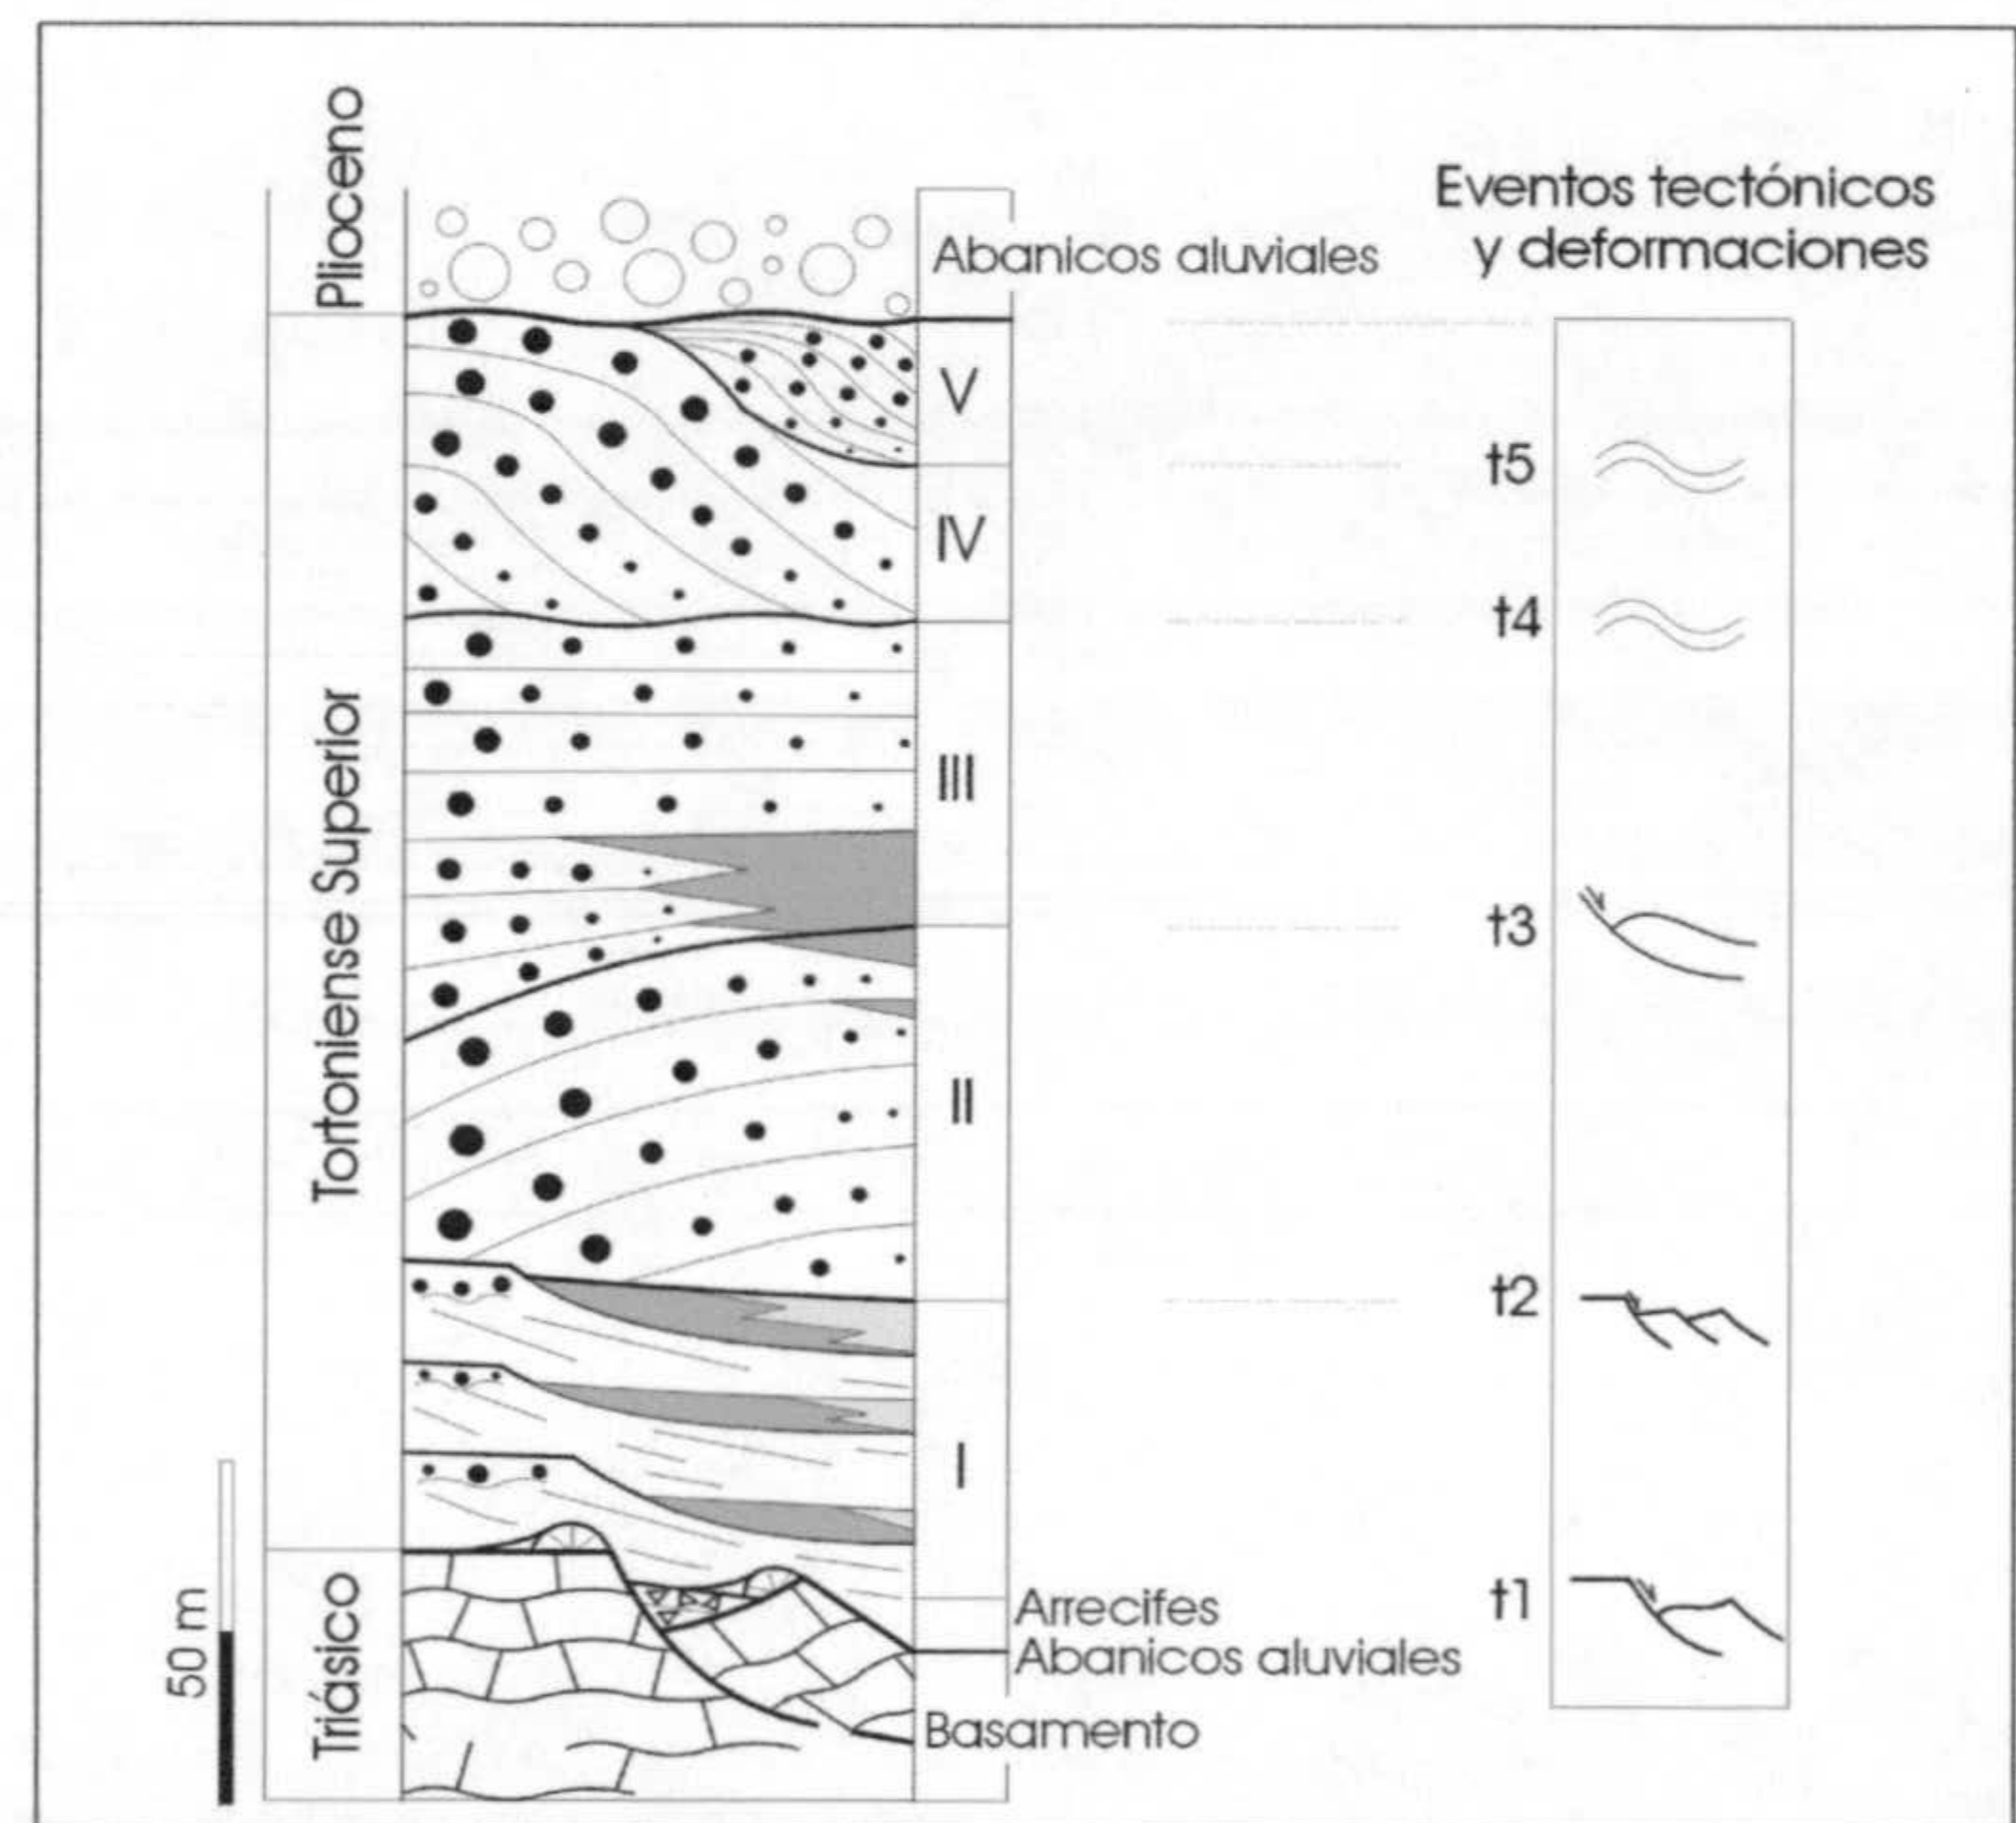 Plioceno
Abanicos aluviales
Eventos tectónicos
y deformaciones
V
t5
IV
t4
Tortoniense Superior
III
t3
II
t2
I
t1
Arrecifes
Abanicos aluviales
Triásico
Basamento
50 m